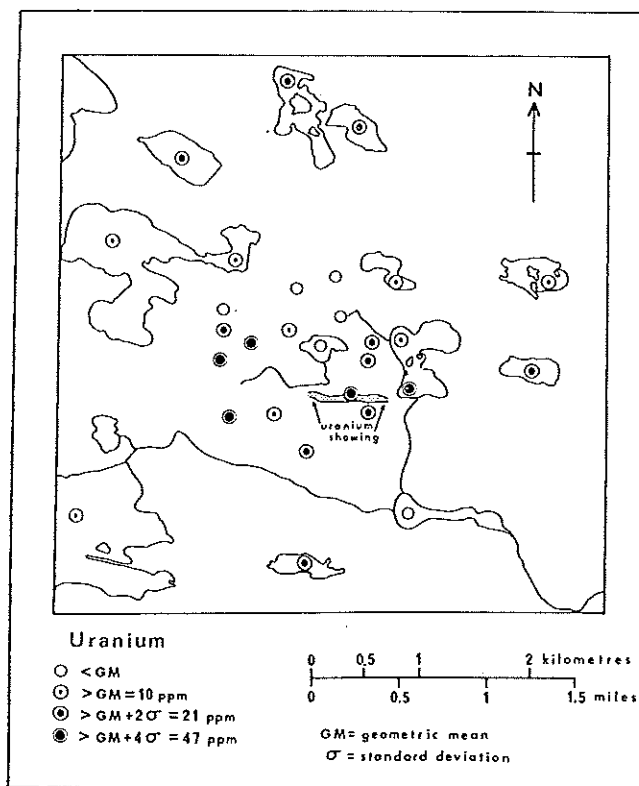 N
uranium
showing
Uranium
< GM
> GM = 10 ppm
> GM + 2σ = 21 ppm
> GM + 4σ = 47 ppm
0 0.5 1 2 kilometres
0 0.5 1 1.5 miles
GM = geometric mean
σ = standard deviation